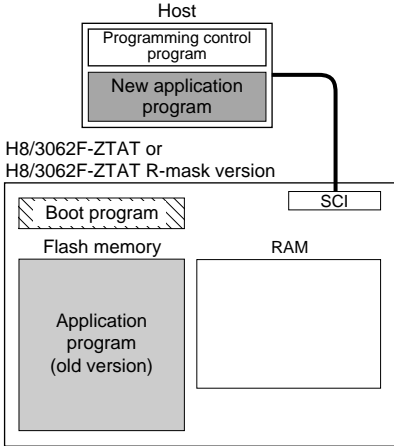 Host
Programming control
program
New application
program
H8/3062F-ZTAT or
H8/3062F-ZTAT R-mask version
SCI
Boot program
Flash memory
RAM
Application
program
(old version)